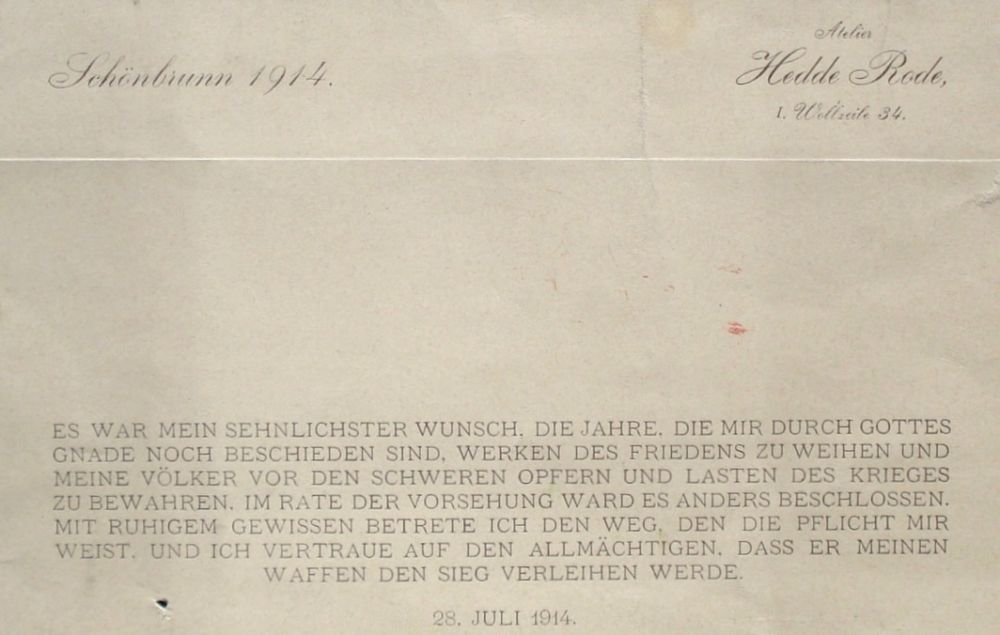 Schönbrunn 1914.
Atelier
Hedde Rode,
I. Wollzeile 34.
ES WAR MEIN SEHNLICHSTER WUNSCH, DIE JAHRE, DIE MIR DURCH GOTTES
GNADE NOCH BESCHIEDEN SIND, WERKEN DES FRIEDENS ZU WEIHEN UND
MEINE VÖLKER VOR DEN SCHWEREN OPFERN UND LASTEN DES KRIEGES
ZU BEWAHREN. IM RATE DER VORSEHUNG WARD ES ANDERS BESCHLOSSEN.
MIT RUHIGEM GEWISSEN BETRETE ICH DEN WEG, DEN DIE PFLICHT MIR
WEIST. UND ICH VERTRAUE AUF DEN ALLMÄCHTIGEN, DASS ER MEINEN
WAFFEN DEN SIEG VERLEIHEN WERDE.
28. JULI 1914.